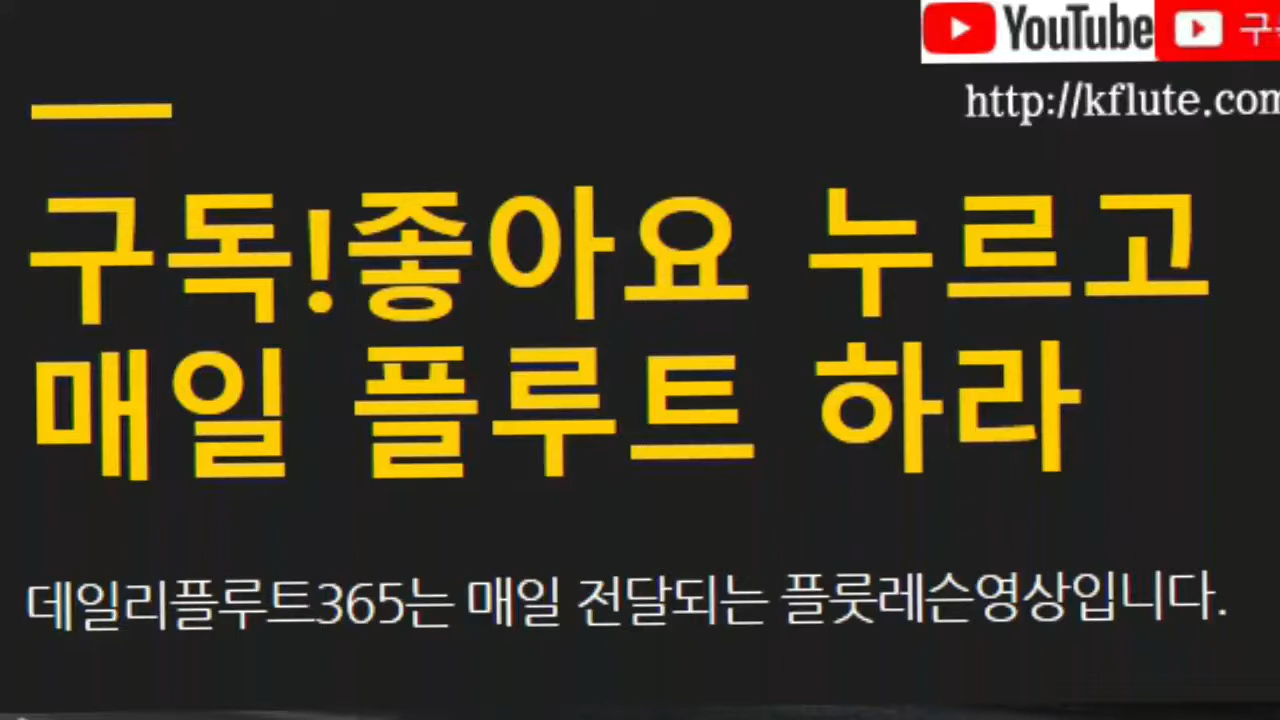 YouTube
http://kflute.com
구독!좋아요 누르고
매일 플루트 하라
데일리플루트365는 매일 전달되는 플룻레슨영상입니다.